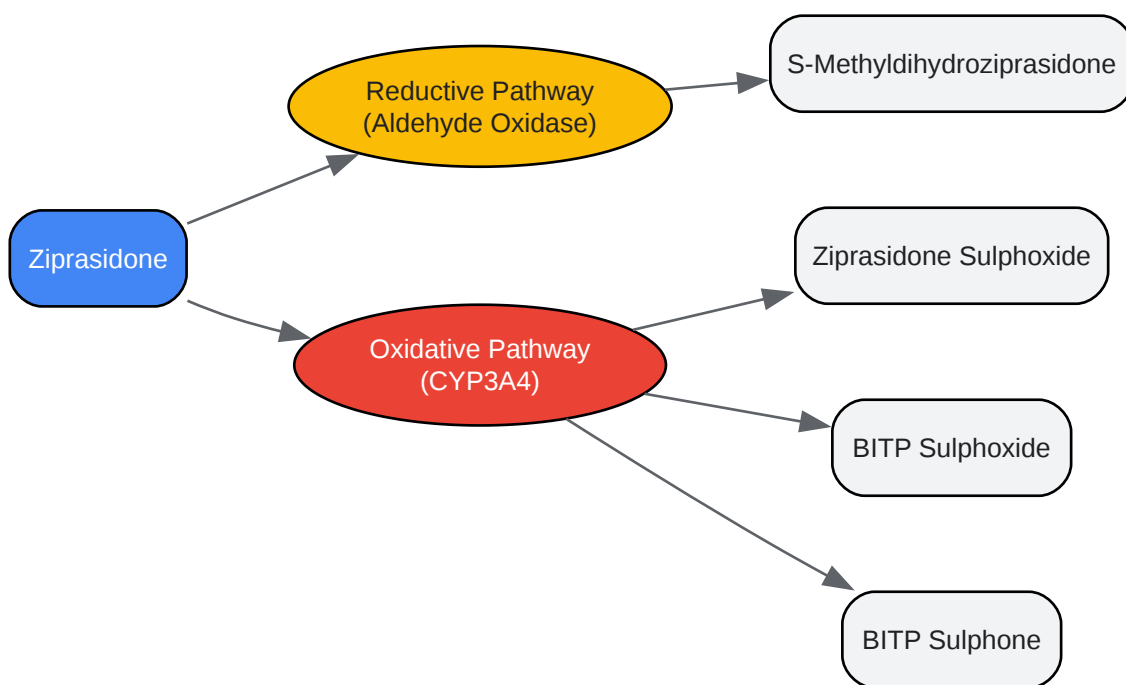 Ziprasidone
Reductive Pathway
(Aldehyde Oxidase)
Oxidative Pathway
(CYP3A4)
S-Methyldihydroziprasidone
Ziprasidone Sulphoxide
BITP Sulphoxide
BITP Sulphone